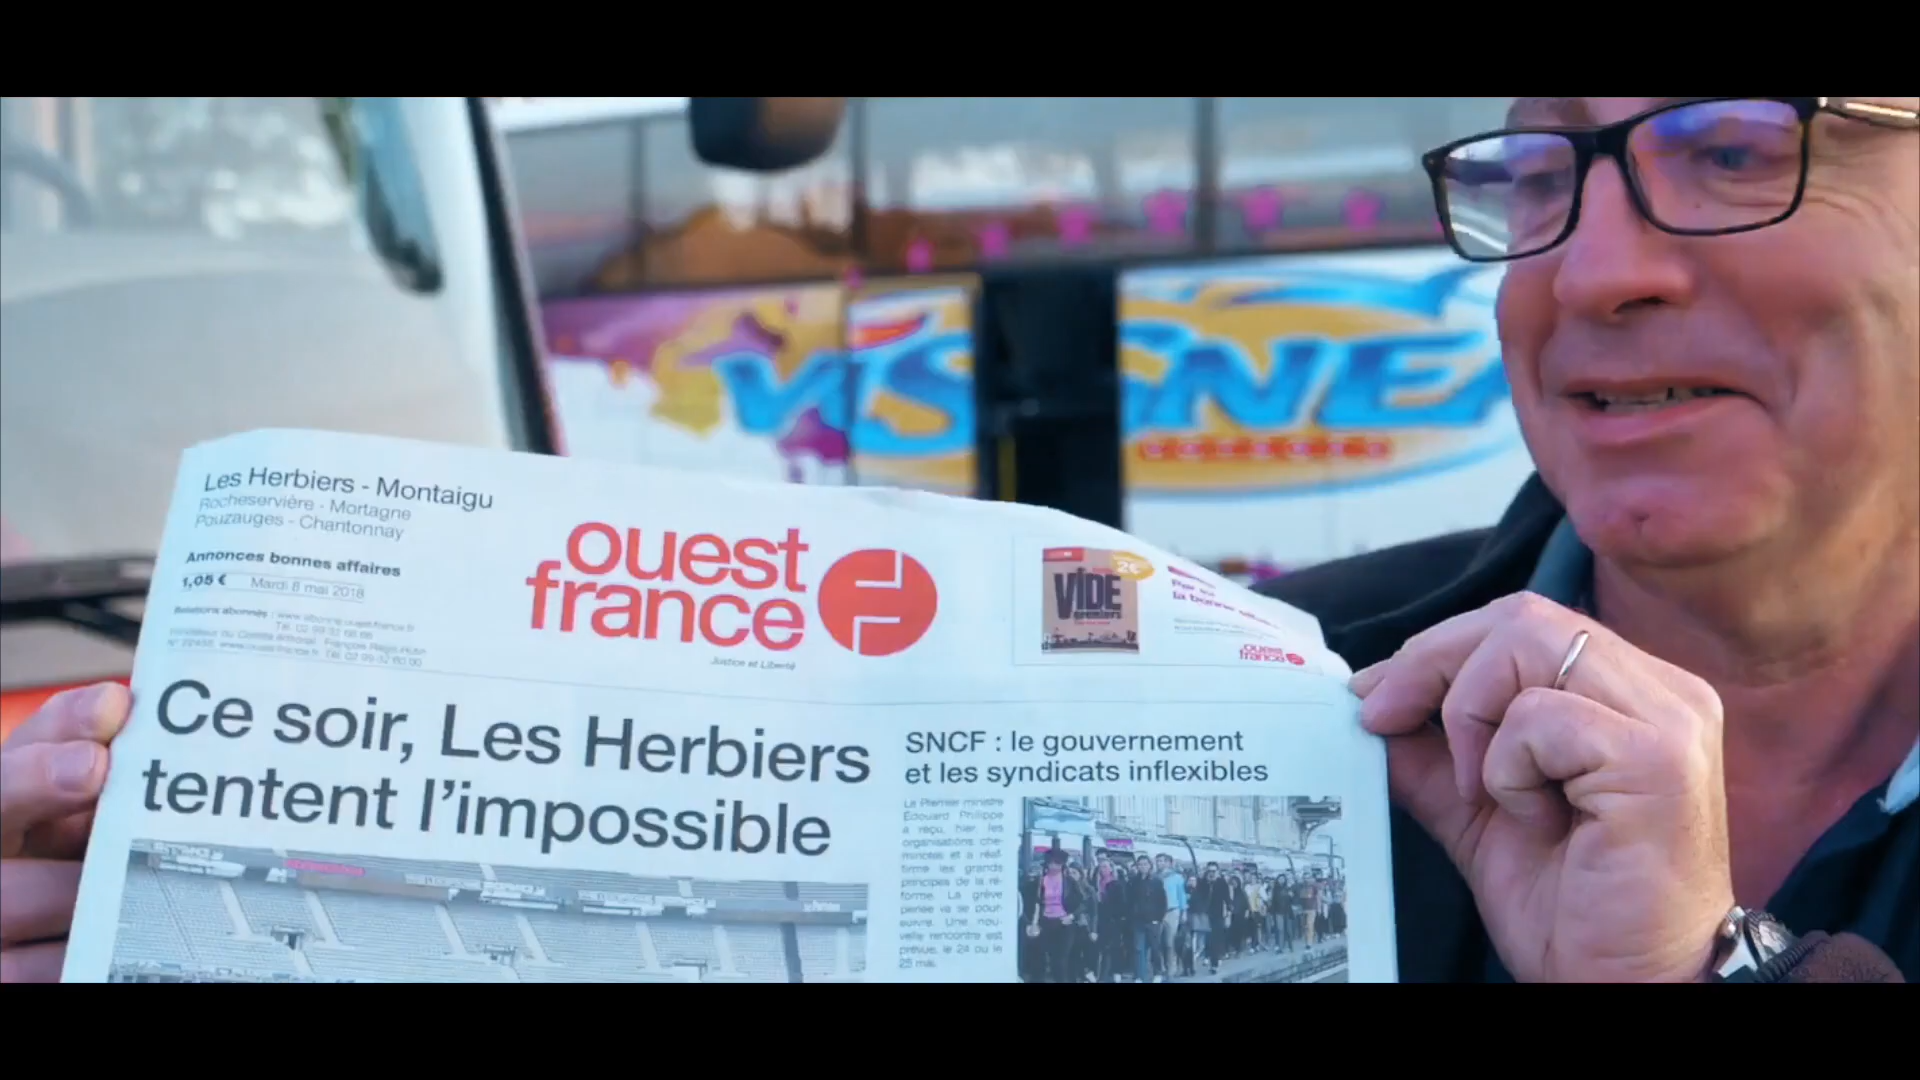 Les Herbiers - Montaigu
Rocheservière - Mortagne
Pouzauges - Chantonnay
Annonces bonnes affaires
1,05 € Mardi 8 mai 2018
ouest
france
Justice et Liberté
VIDE
2€
la bonne
ouest
france
Ce soir, Les Herbiers
tentent l'impossible
SNCF : le gouvernement
et les syndicats inflexibles
Le Premier ministre
Édouard Philippe
a reçu, hier, les
organisations che-
minotes et a réaf-
firmé les grands
principes de la ré-
forme. La grève
perlée va se pour-
suivre. Une nou-
velle rencontre est
prévue, le 24 ou le
25 mai.